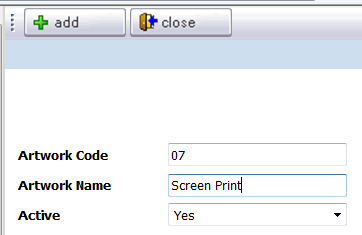 add close
Artwork Code 07
Artwork Name Screen Print
Active Yes